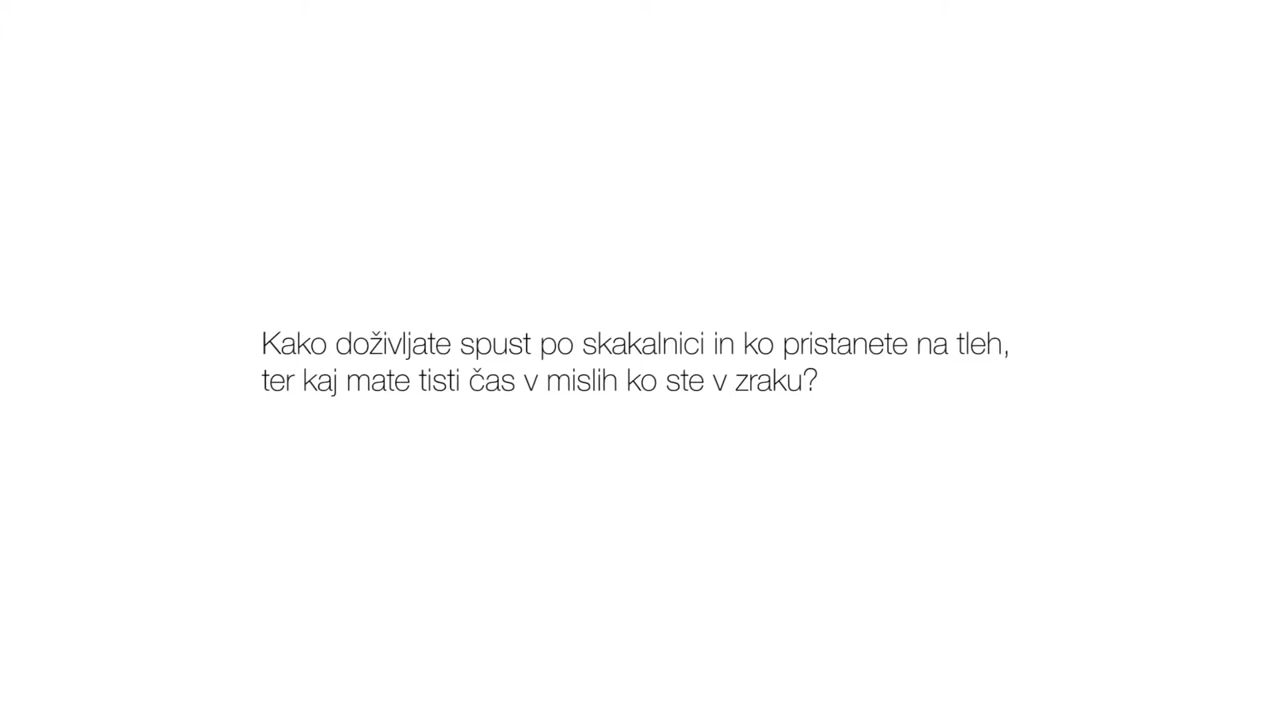 Kako doživljate spust po skakalnici in ko pristanete na tleh,
ter kaj mate tisti čas v mislih ko ste v zraku?